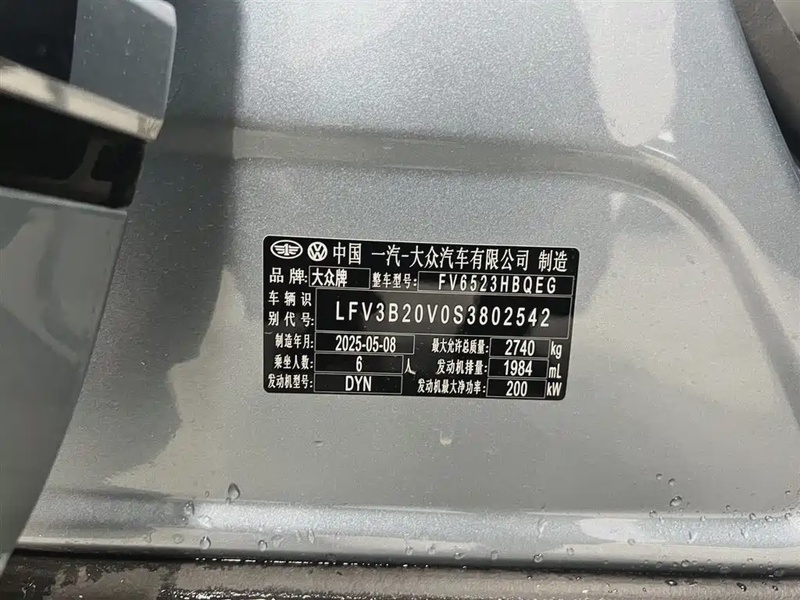 中国 一汽-大众汽车有限公司 制造
品牌: 大众牌 整车型号: FV6523HBQEG
车辆识别代号: LFV3B20V0S3802542
制造年月: 2025-05-08 最大允许总质量: 2740 kg
乘坐人数: 6 人 发动机排量: 1984 mL
发动机型号: DYN 发动机最大净功率: 200 kW